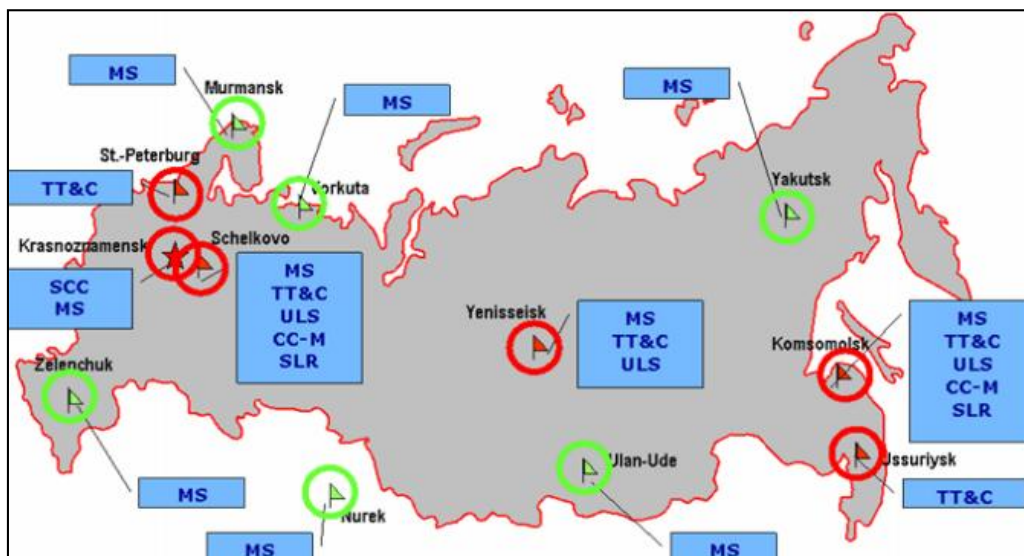 MS
Murmansk
MS
MS
St.-Peterburg
TT&C
Vorkuta
Yakutsk
Krasnoznamensk
Schelkovo
SCC
MS
MS
TT&C
ULS
CC-M
SLR
Yenisseisk
MS
TT&C
ULS
Komsomolsk
MS
TT&C
ULS
CC-M
SLR
Zelenchuk
MS
Nurek
MS
Ulan-Ude
MS
Ussuriysk
TT&C